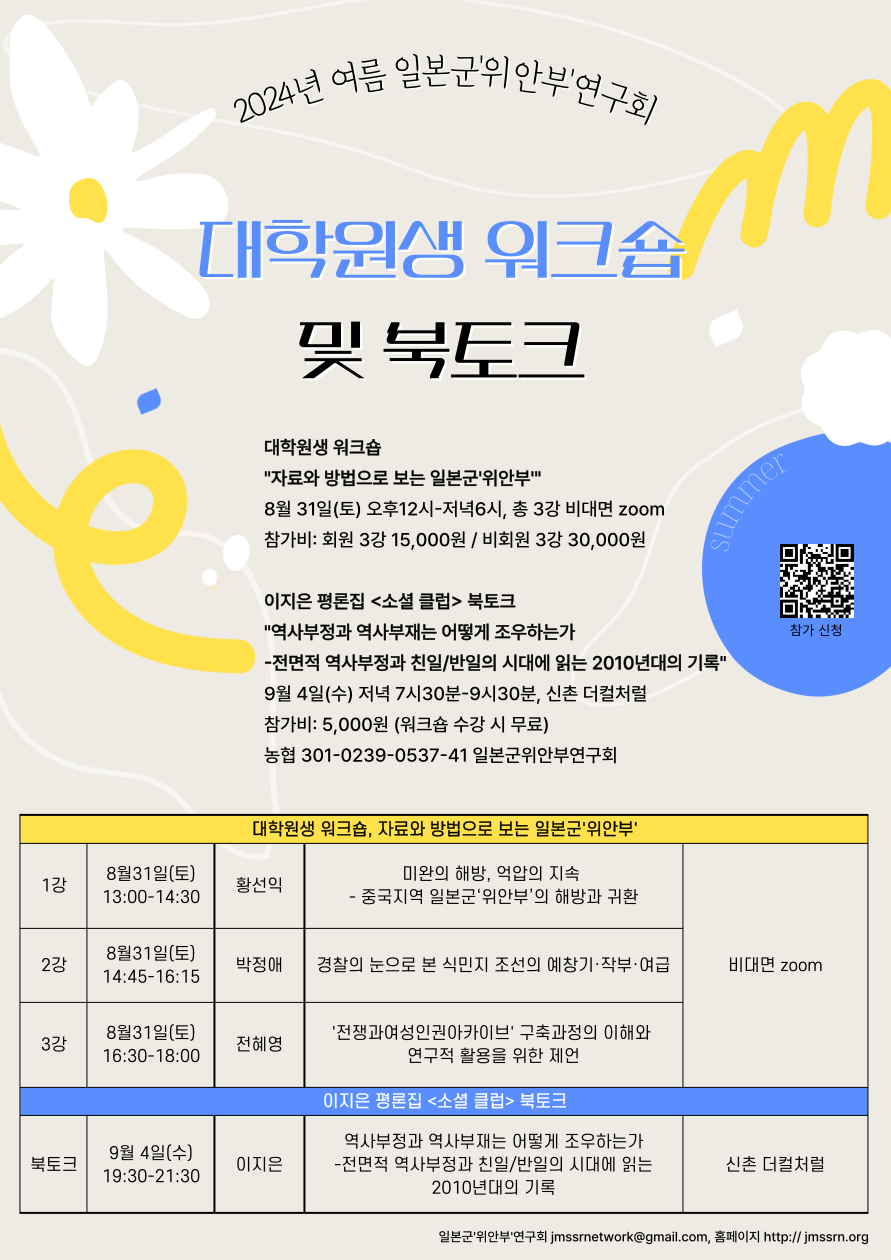 2024년 여름 일본군'위안부'연구회
대학원생 워크숍
및 북토크
대학원생 워크숍
"자료와 방법으로 보는 일본군'위안부'"
8월 31일(토) 오후12시-저녁6시, 총 3강 비대면 zoom
참가비: 회원 3강 15,000원 / 비회원 3강 30,000원
summer
참가 신청
이지은 평론집 <소셜 클럽> 북토크
"역사부정과 역사부재는 어떻게 조우하는가
-전면적 역사부정과 친일/반일의 시대에 읽는 2010년대의 기록"
9월 4일(수) 저녁 7시30분-9시30분, 신촌 더컬처럴
참가비: 5,000원 (워크숍 수강 시 무료)
농협 301-0239-0537-41 일본군위안부연구회
대학원생 워크숍, 자료와 방법으로 보는 일본군'위안부'
1강
8월31일(토)
13:00-14:30
황선익
미완의 해방, 억압의 지속
- 중국지역 일본군‘위안부’의 해방과 귀환
2강
8월31일(토)
14:45-16:15
박정애
경찰의 눈으로 본 식민지 조선의 예창기·작부·여급
비대면 zoom
3강
8월31일(토)
16:30-18:00
전혜영
'전쟁과여성인권아카이브' 구축과정의 이해와
연구적 활용을 위한 제언
이지은 평론집 <소셜 클럽> 북토크
북토크
9월 4일(수)
19:30-21:30
이지은
역사부정과 역사부재는 어떻게 조우하는가
-전면적 역사부정과 친일/반일의 시대에 읽는
2010년대의 기록
신촌 더컬처럴
일본군'위안부'연구회 jmssrnetwork@gmail.com, 홈페이지 http:// jmssrn.org